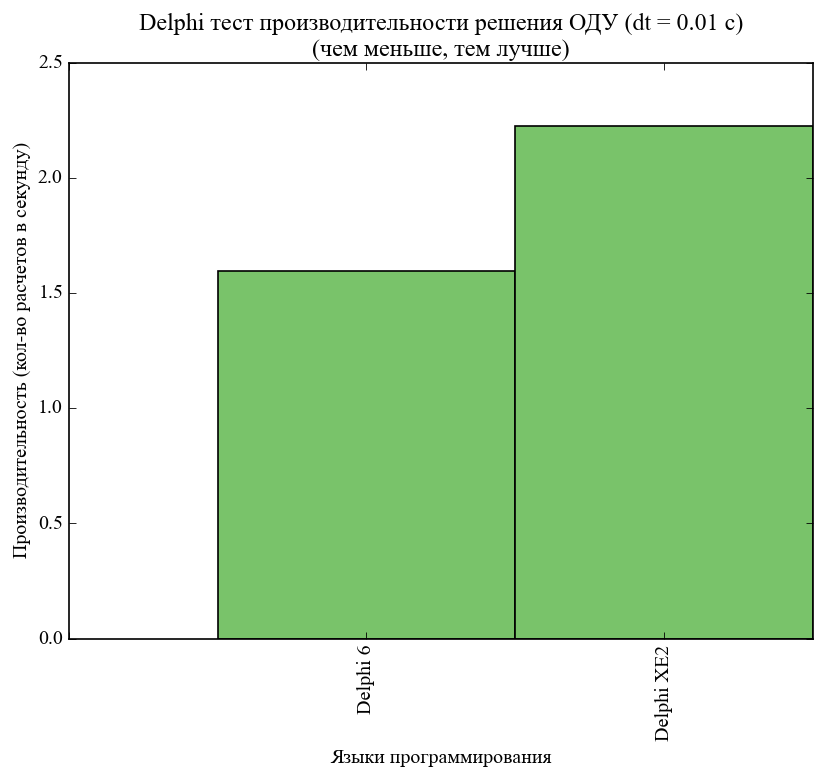 Delphi тест производительности решения ОДУ (dt = 0.01 с)
(чем меньше, тем лучше)
Производительность (кол-во расчетов в секунду)
2.5
2.0
1.5
1.0
0.5
0.0
Delphi 6
Delphi XE2
Языки программирования